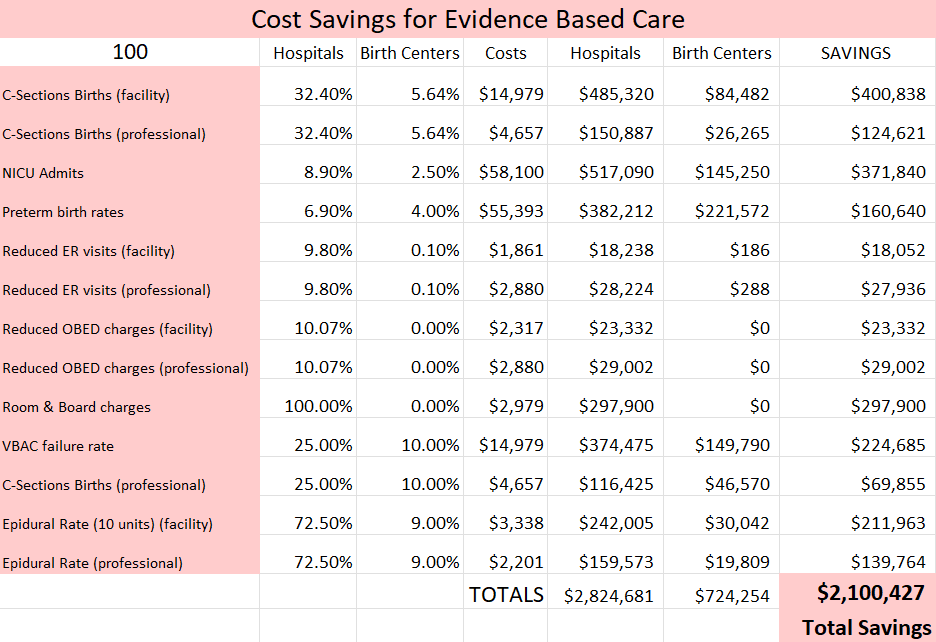 Cost Savings for Evidence Based Care
100 Hospitals Birth Centers Costs Hospitals Birth Centers SAVINGS
C-Sections Births (facility) 32.40% 5.64% $14,979 $485,320 $84,482 $400,838
C-Sections Births (professional) 32.40% 5.64% $4,657 $150,887 $26,265 $124,621
NICU Admits 8.90% 2.50% $58,100 $517,090 $145,250 $371,840
Preterm birth rates 6.90% 4.00% $55,393 $382,212 $221,572 $160,640
Reduced ER visits (facility) 9.80% 0.10% $1,861 $18,238 $186 $18,052
Reduced ER visits (professional) 9.80% 0.10% $2,880 $28,224 $288 $27,936
Reduced OBED charges (facility) 10.07% 0.00% $2,317 $23,332 $0 $23,332
Reduced OBED charges (professional) 10.07% 0.00% $2,880 $29,002 $0 $29,002
Room & Board charges 100.00% 0.00% $2,979 $297,900 $0 $297,900
VBAC failure rate 25.00% 10.00% $14,979 $374,475 $149,790 $224,685
C-Sections Births (professional) 25.00% 10.00% $4,657 $116,425 $46,570 $69,855
Epidural Rate (10 units) (facility) 72.50% 9.00% $3,338 $242,005 $30,042 $211,963
Epidural Rate (professional) 72.50% 9.00% $2,201 $159,573 $19,809 $139,764
TOTALS $2,824,681 $724,254 $2,100,427
Total Savings